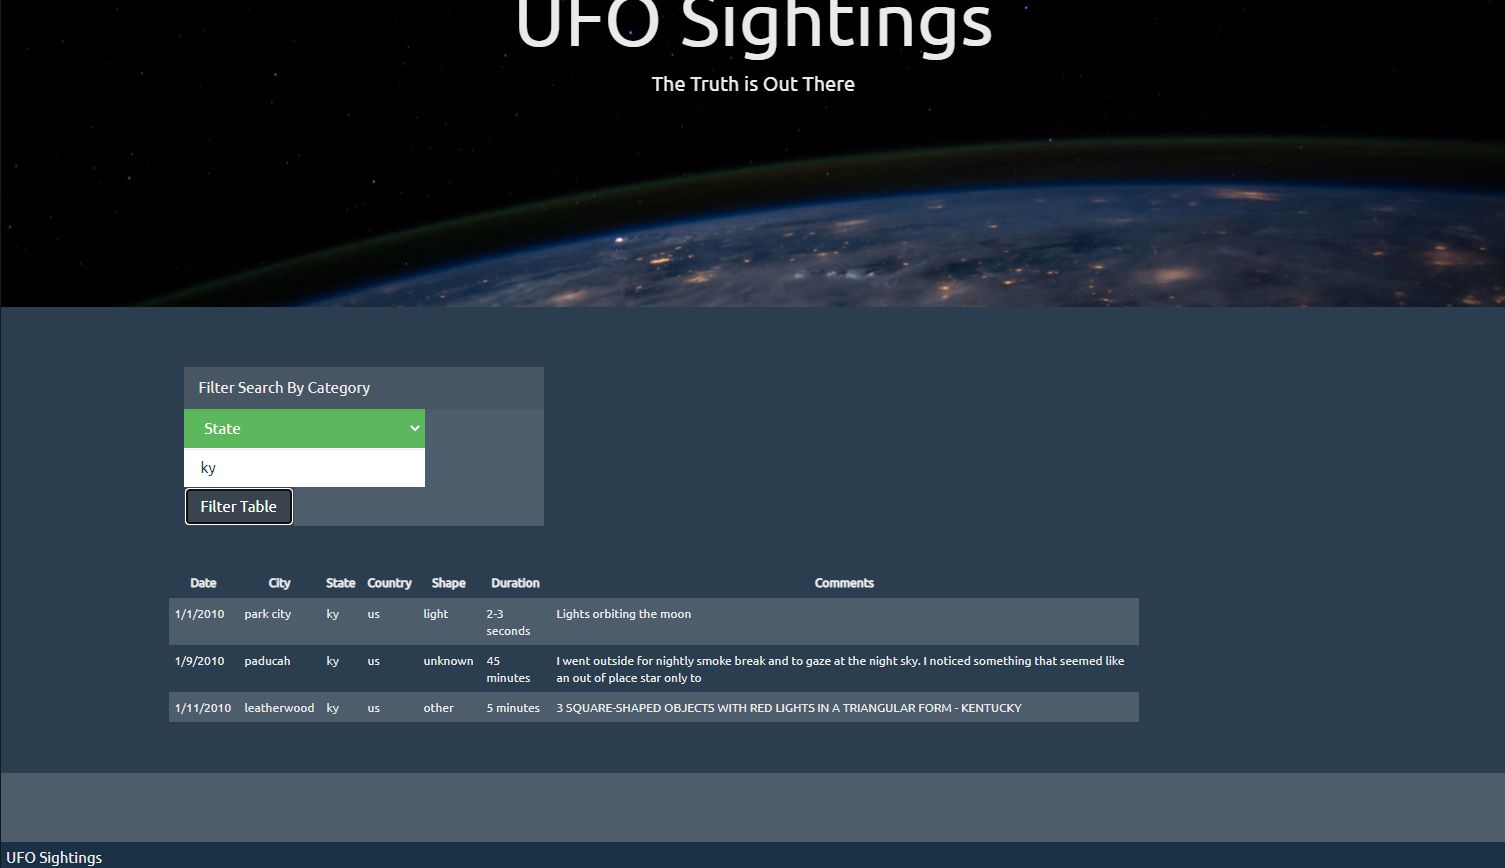 UFO Sightings
The Truth is Out There
Filter Search By Category
State
ky
Filter Table
Date City State Country Shape Duration Comments
1/1/2010 park city ky us light 2-3 Lights orbiting the moon
seconds
1/9/2010 paducah ky us unknown 45 I went outside for nightly smoke break and to gaze at the night sky. I noticed something that seemed like
minutes an out of place star only to
1/11/2010 leatherwood ky us other 5 minutes 3 SQUARE-SHAPED OBJECTS WITH RED LIGHTS IN A TRIANGULAR FORM - KENTUCKY
UFO Sightings